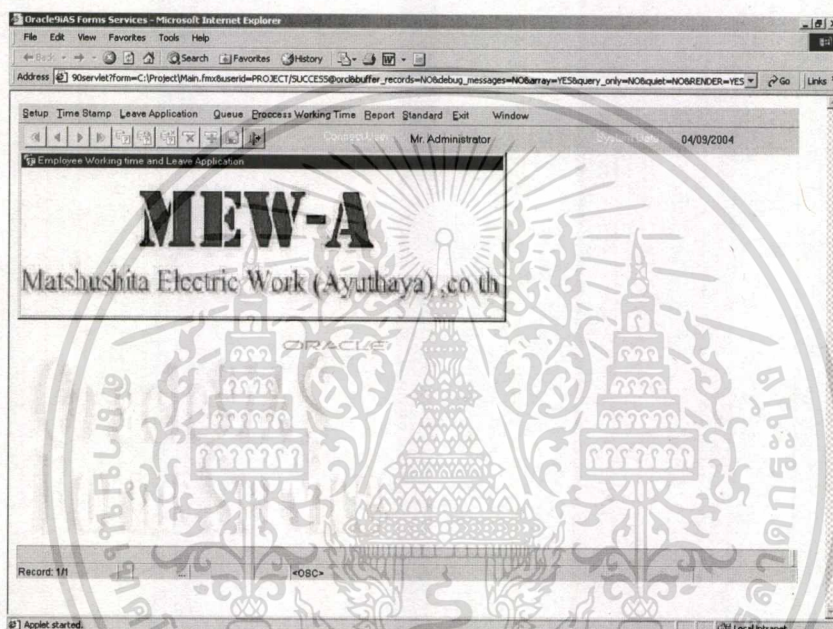 Oracle9iAS Forms Services - Microsoft Internet Explorer
File Edit View Favorites Tools Help
Back Search Favorites History
Address 90servlet?form=C:\Project\Main.fmx&userid=PROJECT/SUCCESS@orcl&buffer_records=NO&debug_messages=NO&array=YES&query_only=NO&quiet=NO&RENDER=YES Go Links
Setup Time Stamp Leave Application Queue Proccess Working Time Report Standard Exit Window
Mr. Administrator System Date 04/09/2004
Employee Working time and Leave Application
MEW-A
Matshushita Electric Work (Ayuthaya) ,co th
ORACLE
Record: 1/1 ... <OSC>
Applet started. Local intranet